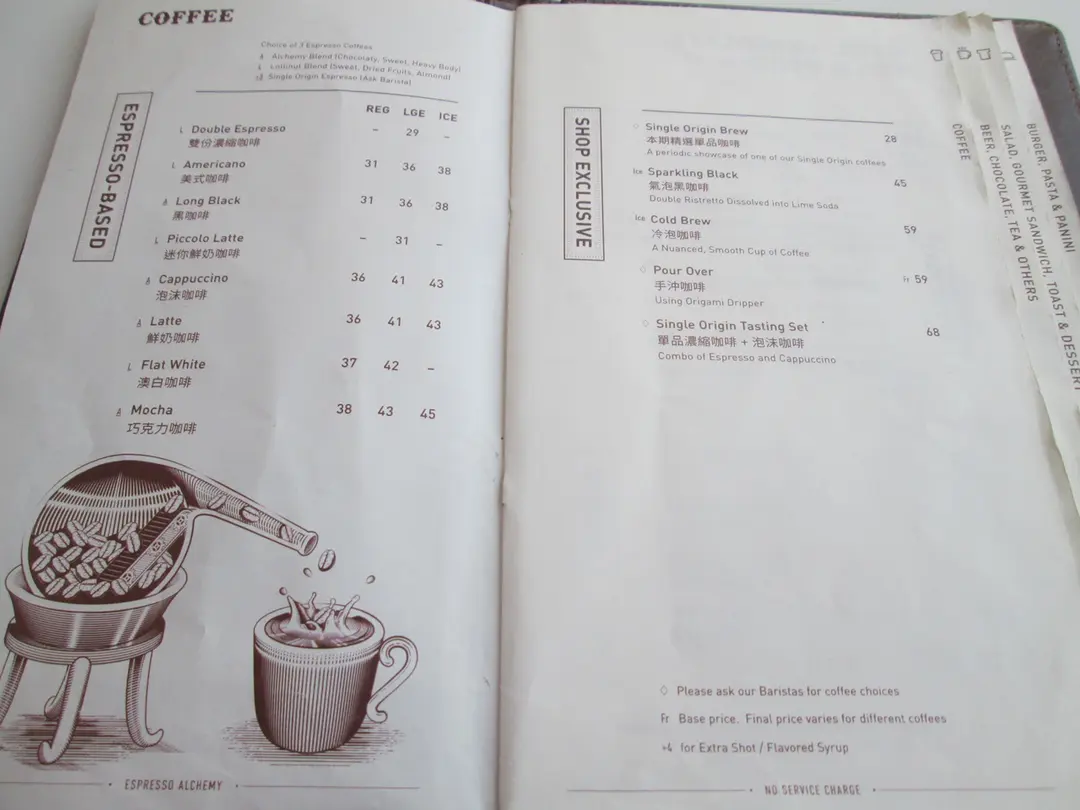 COFFEE
Choice of 3 Espresso Coffees
A Alchemy Blend (Chocolaty, Sweet, Heavy Body)
L Lollinut Blend (Sweet, Dried Fruits, Almond)
+3 Single Origin Espresso (Ask Barista)
ESPRESSO-BASED
REG LGE ICE
L Double Espresso – 29 –
雙份濃縮咖啡
L Americano 31 36 38
美式咖啡
A Long Black 31 36 38
黑咖啡
L Piccolo Latte – 31 –
迷你鮮奶咖啡
A Cappuccino 36 41 43
泡沫咖啡
A Latte 36 41 43
鮮奶咖啡
L Flat White 37 42 –
澳白咖啡
A Mocha 38 43 45
巧克力咖啡
ESPRESSO ALCHEMY
SHOP EXCLUSIVE
◇ Single Origin Brew 28
本期精選單品咖啡
A periodic showcase of one of our Single Origin coffees
Ice Sparkling Black 45
氣泡黑咖啡
Double Ristretto Dissolved into Lime Soda
Ice Cold Brew 59
冷泡咖啡
A Nuanced, Smooth Cup of Coffee
◇ Pour Over Fr 59
手沖咖啡
Using Origami Dripper
◇ Single Origin Tasting Set 68
單品濃縮咖啡 + 泡沫咖啡
Combo of Espresso and Cappuccino
◇ Please ask our Baristas for coffee choices
Fr Base price. Final price varies for different coffees
+4 for Extra Shot / Flavored Syrup
NO SERVICE CHARGE
COFFEE
BEER, CHOCOLATE, TEA & OTHERS
SALAD, GOURMET SANDWICH, TOAST & DESSERT
BURGER, PASTA & PANINI